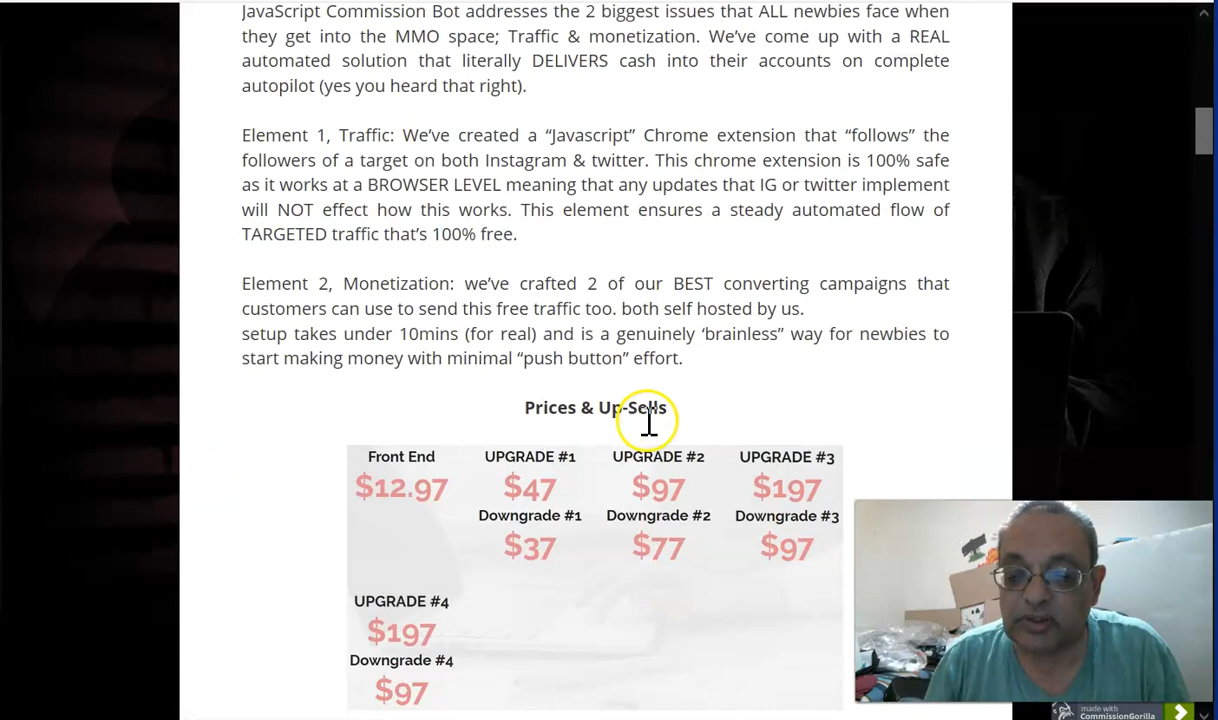 JavaScript Commission Bot addresses the 2 biggest issues that ALL newbies face when
they get into the MMO space; Traffic & monetization. We've come up with a REAL
automated solution that literally DELIVERS cash into their accounts on complete
autopilot (yes you heard that right).
Element 1, Traffic: We've created a “Javascript” Chrome extension that “follows” the
followers of a target on both Instagram & twitter. This chrome extension is 100% safe
as it works at a BROWSER LEVEL meaning that any updates that IG or twitter implement
will NOT effect how this works. This element ensures a steady automated flow of
TARGETED traffic that's 100% free.
Element 2, Monetization: we've crafted 2 of our BEST converting campaigns that
customers can use to send this free traffic too. both self hosted by us.
setup takes under 10mins (for real) and is a genuinely ‘brainless” way for newbies to
start making money with minimal “push button” effort.
Prices & Up-Sells
Front End UPGRADE #1 UPGRADE #2 UPGRADE #3
$12.97 $47 $97 $197
Downgrade #1 Downgrade #2 Downgrade #3
$37 $77 $97
UPGRADE #4
$197
Downgrade #4
$97
made with
CommissionGorilla